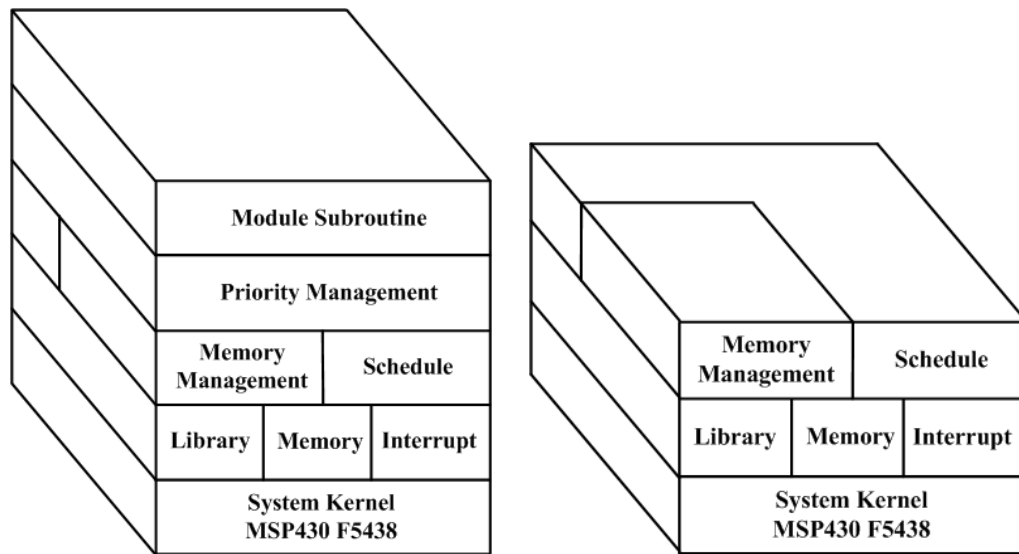 Module Subroutine
Priority Management
Memory
Management
Schedule
Library
Memory
Interrupt
System Kernel
MSP430 F5438
Memory
Management
Schedule
Library
Memory
Interrupt
System Kernel
MSP430 F5438